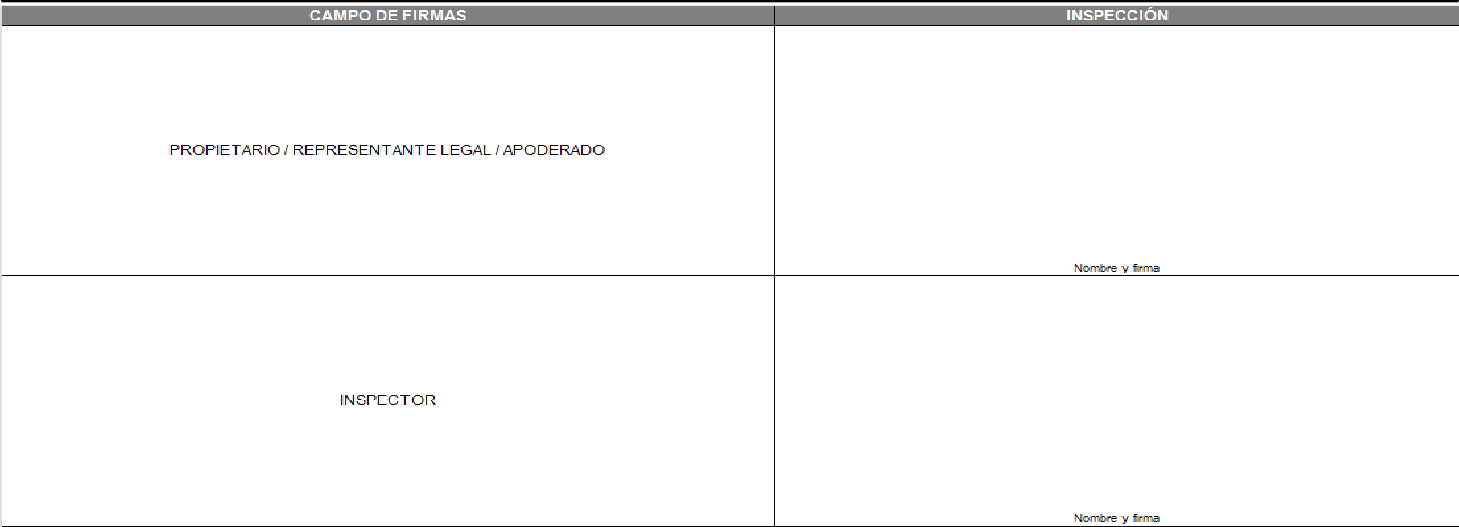 CAMPO DE FIRMAS
INSPECCIÓN
PROPIETARIO / REPRESENTANTE LEGAL / APODERADO
Nombre y firma
INSPECTOR
Nombre y firma